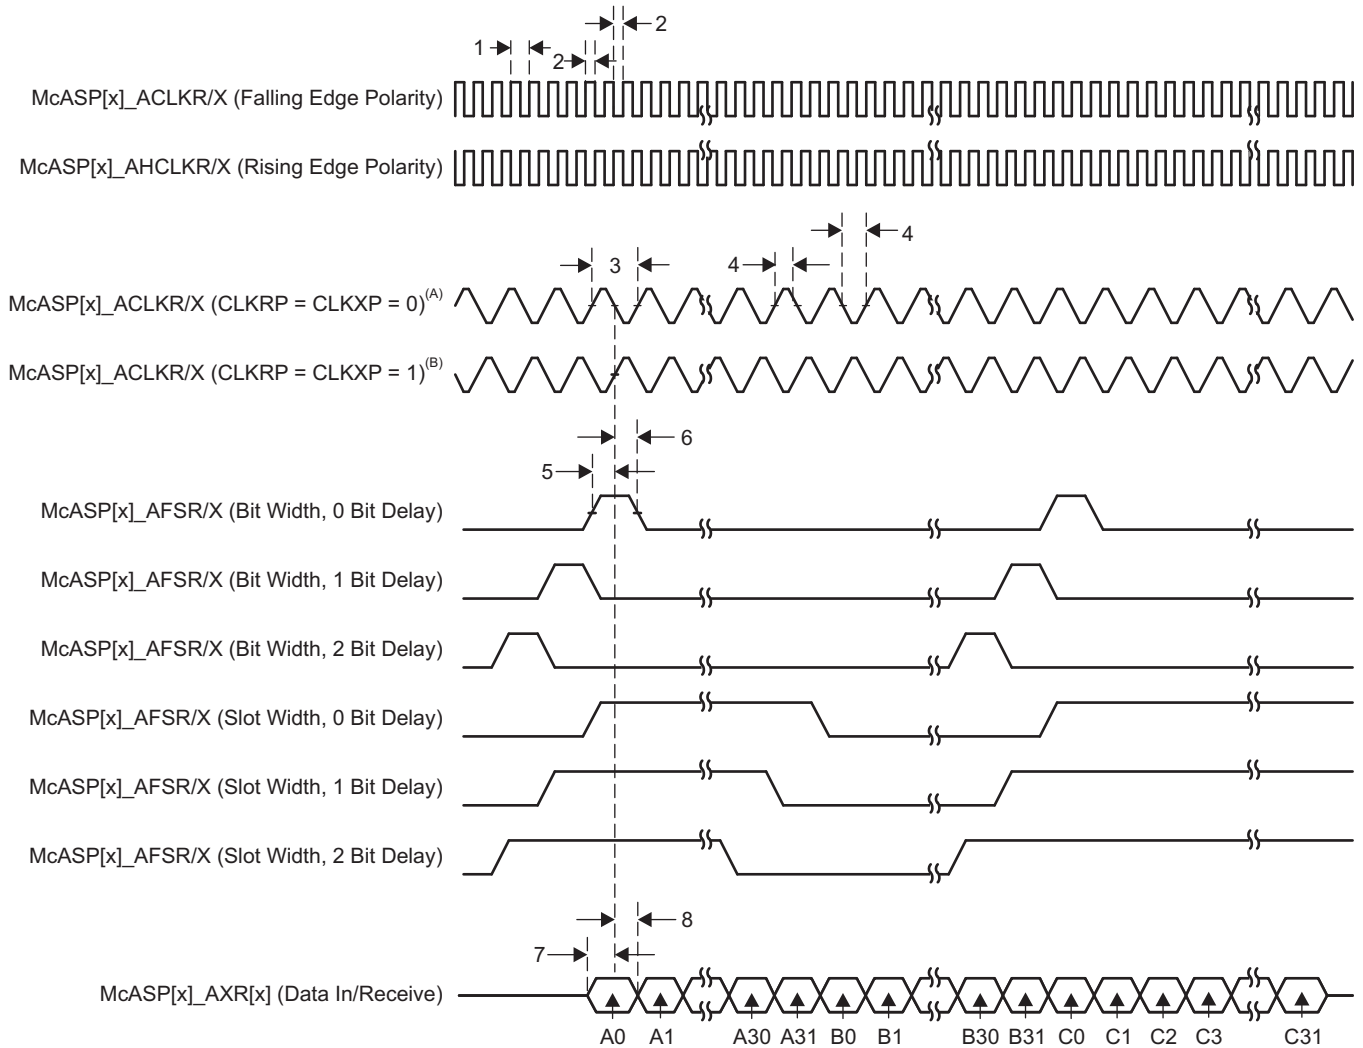 2
1
2
McASP[x]_ACLKR/X (Falling Edge Polarity)
McASP[x]_AHCLKR/X (Rising Edge Polarity)
4
3
4
McASP[x]_ACLKR/X (CLKRP = CLKXP = 0)(A)
McASP[x]_ACLKR/X (CLKRP = CLKXP = 1)(B)
6
5
McASP[x]_AFSR/X (Bit Width, 0 Bit Delay)
McASP[x]_AFSR/X (Bit Width, 1 Bit Delay)
McASP[x]_AFSR/X (Bit Width, 2 Bit Delay)
McASP[x]_AFSR/X (Slot Width, 0 Bit Delay)
McASP[x]_AFSR/X (Slot Width, 1 Bit Delay)
McASP[x]_AFSR/X (Slot Width, 2 Bit Delay)
8
7
McASP[x]_AXR[x] (Data In/Receive)
A0 A1 A30 A31 B0 B1 B30 B31 C0 C1 C2 C3 C31